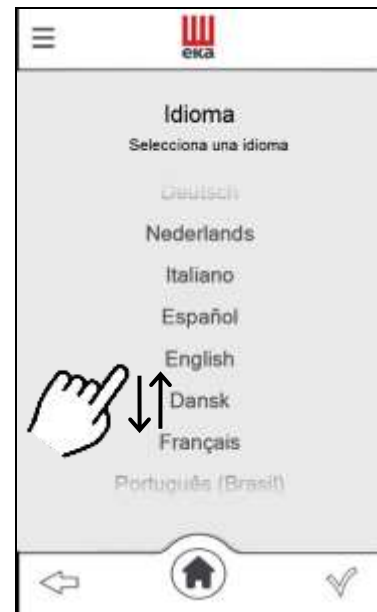 eka
Idioma
Selecciona una idioma
Deutsch
Nederlands
Italiano
Español
English
Dansk
Français
Português (Brasil)